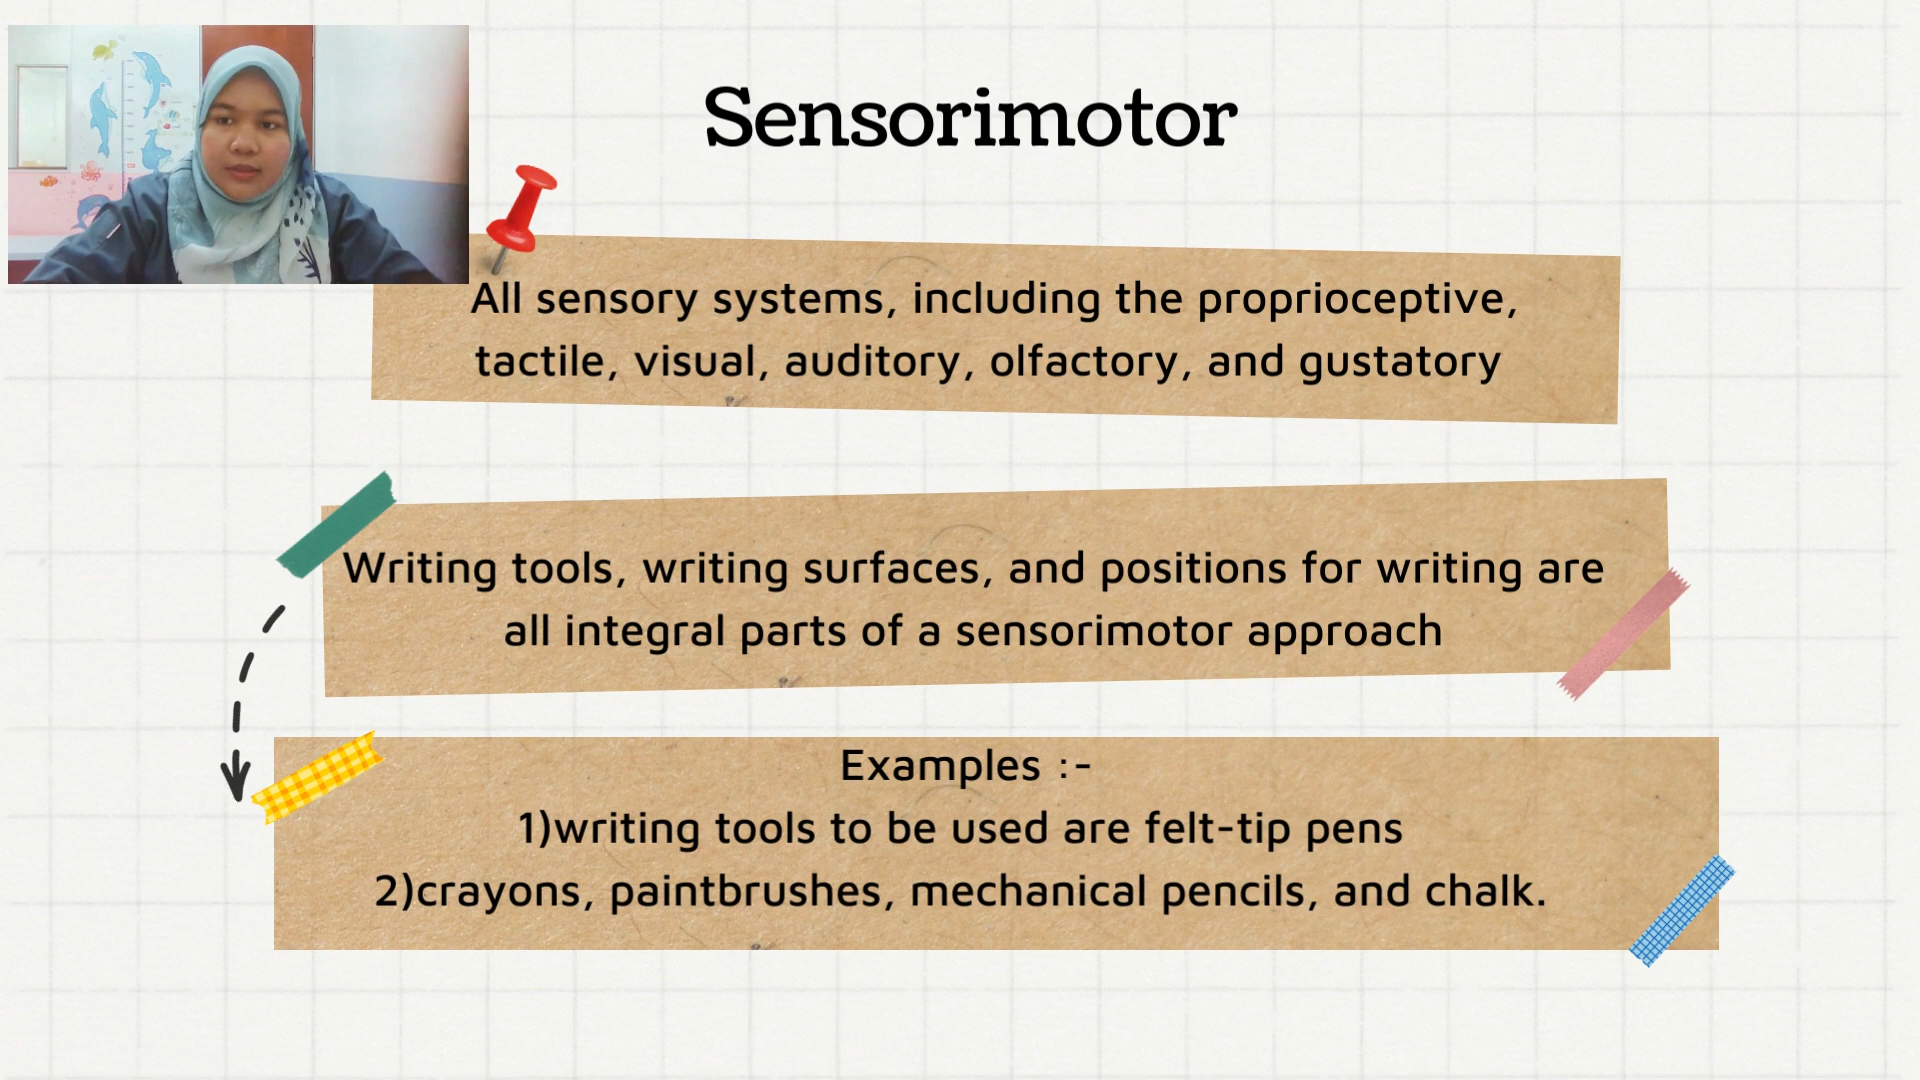 Sensorimotor
All sensory systems, including the proprioceptive,
tactile, visual, auditory, olfactory, and gustatory
Writing tools, writing surfaces, and positions for writing are
all integral parts of a sensorimotor approach
Examples :-
1)writing tools to be used are felt-tip pens
2)crayons, paintbrushes, mechanical pencils, and chalk.